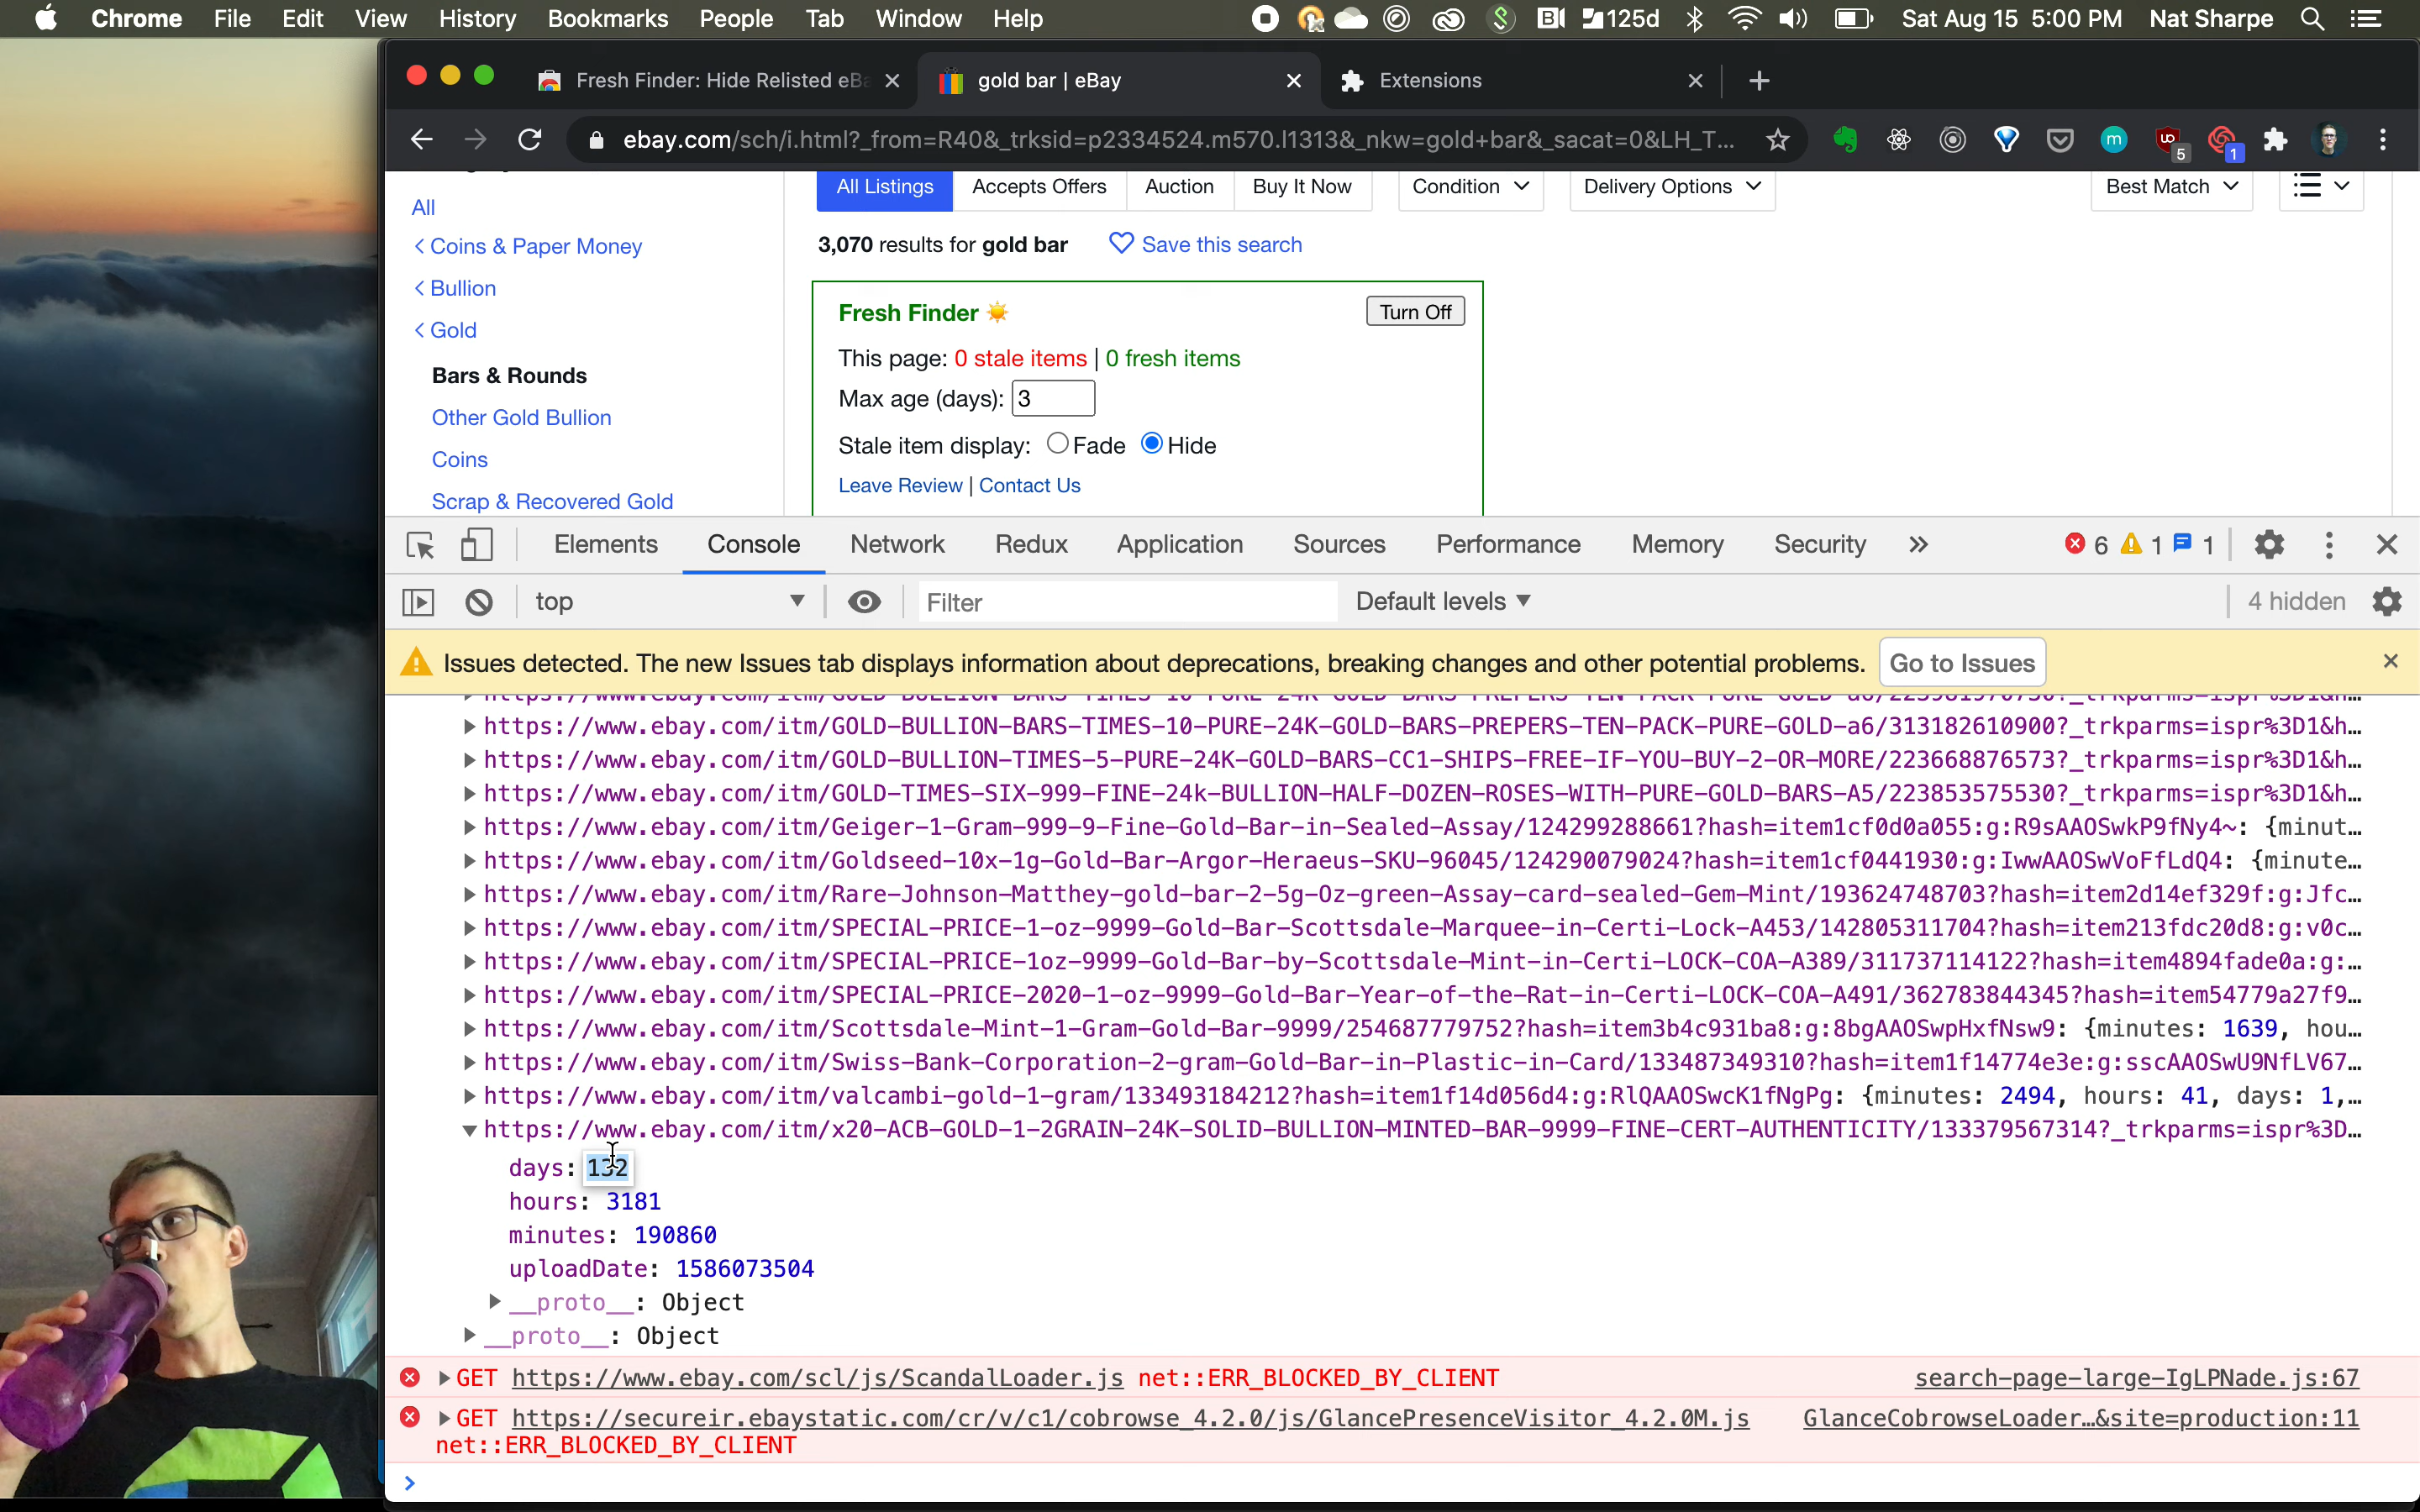 Chrome File Edit View History Bookmarks People Tab Window Help 125d Sat Aug 15 5:00 PM Nat Sharpe
Fresh Finder: Hide Relisted eBa gold bar | eBay Extensions
ebay.com/sch/i.html?_from=R40&_trksid=p2334524.m570.l1313&_nkw=gold+bar&_sacat=0&LH_T... m 5 1
All Listings Accepts Offers Auction Buy It Now Condition Delivery Options Best Match
All
3,070 results for gold bar Save this search
< Coins & Paper Money
< Bullion
< Gold
Bars & Rounds
Other Gold Bullion
Coins
Scrap & Recovered Gold
Fresh Finder Turn Off
This page: 0 stale items | 0 fresh items
Max age (days): 3
Stale item display: Fade Hide
Leave Review | Contact Us
Elements Console Network Redux Application Sources Performance Memory Security » 6 1 1
top Filter Default levels 4 hidden
Issues detected. The new Issues tab displays information about deprecations, breaking changes and other potential problems. Go to Issues
https://www.ebay.com/itm/GOLD-BULLION-BARS-TIMES-10-PURE-24K-GOLD-BARS-PREPERS-TEN-PACK-PURE-GOLD-a6/313182610900?_trkparms=ispr%3D1&h…
https://www.ebay.com/itm/GOLD-BULLION-TIMES-5-PURE-24K-GOLD-BARS-CC1-SHIPS-FREE-IF-YOU-BUY-2-OR-MORE/223668876573?_trkparms=ispr%3D1&h…
https://www.ebay.com/itm/GOLD-TIMES-SIX-999-FINE-24k-BULLION-HALF-DOZEN-ROSES-WITH-PURE-GOLD-BARS-A5/223853575530?_trkparms=ispr%3D1&h…
https://www.ebay.com/itm/Geiger-1-Gram-999-9-Fine-Gold-Bar-in-Sealed-Assay/124299288661?hash=item1cf0d0a055:g:R9sAAOSwkP9fNy4~: {minut…
https://www.ebay.com/itm/Goldseed-10x-1g-Gold-Bar-Argor-Heraeus-SKU-96045/124290079024?hash=item1cf0441930:g:IwwAAOSwVoFfLdQ4: {minute…
https://www.ebay.com/itm/Rare-Johnson-Matthey-gold-bar-2-5g-Oz-green-Assay-card-sealed-Gem-Mint/193624748703?hash=item2d14ef329f:g:Jfc…
https://www.ebay.com/itm/SPECIAL-PRICE-1-oz-9999-Gold-Bar-Scottsdale-Marquee-in-Certi-Lock-A453/142805311704?hash=item213fdc20d8:g:v0c…
https://www.ebay.com/itm/SPECIAL-PRICE-1oz-9999-Gold-Bar-by-Scottsdale-Mint-in-Certi-LOCK-COA-A389/311737114122?hash=item4894fade0a:g:…
https://www.ebay.com/itm/SPECIAL-PRICE-2020-1-oz-9999-Gold-Bar-Year-of-the-Rat-in-Certi-LOCK-COA-A491/362783844345?hash=item54779a27f9…
https://www.ebay.com/itm/Scottsdale-Mint-1-Gram-Gold-Bar-9999/254687779752?hash=item3b4c931ba8:g:8bgAAOSwpHxfNsw9: {minutes: 1639, hou…
https://www.ebay.com/itm/Swiss-Bank-Corporation-2-gram-Gold-Bar-in-Plastic-in-Card/133487349310?hash=item1f14774e3e:g:sscAAOSwU9NfLV67…
https://www.ebay.com/itm/valcambi-gold-1-gram/133493184212?hash=item1f14d056d4:g:RlQAAOSwcK1fNgPg: {minutes: 2494, hours: 41, days: 1,…
https://www.ebay.com/itm/x20-ACB-GOLD-1-2GRAIN-24K-SOLID-BULLION-MINTED-BAR-9999-FINE-CERT-AUTHENTICITY/133379567314?_trkparms=ispr%3D…
days: 132
hours: 3181
minutes: 190860
uploadDate: 1586073504
__proto__: Object
__proto__: Object
GET https://www.ebay.com/scl/js/ScandalLoader.js net::ERR_BLOCKED_BY_CLIENT search-page-large-IgLPNade.js:67
GET https://secureir.ebaystatic.com/cr/v/c1/cobrowse_4.2.0/js/GlancePresenceVisitor_4.2.0M.js GlanceCobrowseLoader…&site=production:11
net::ERR_BLOCKED_BY_CLIENT